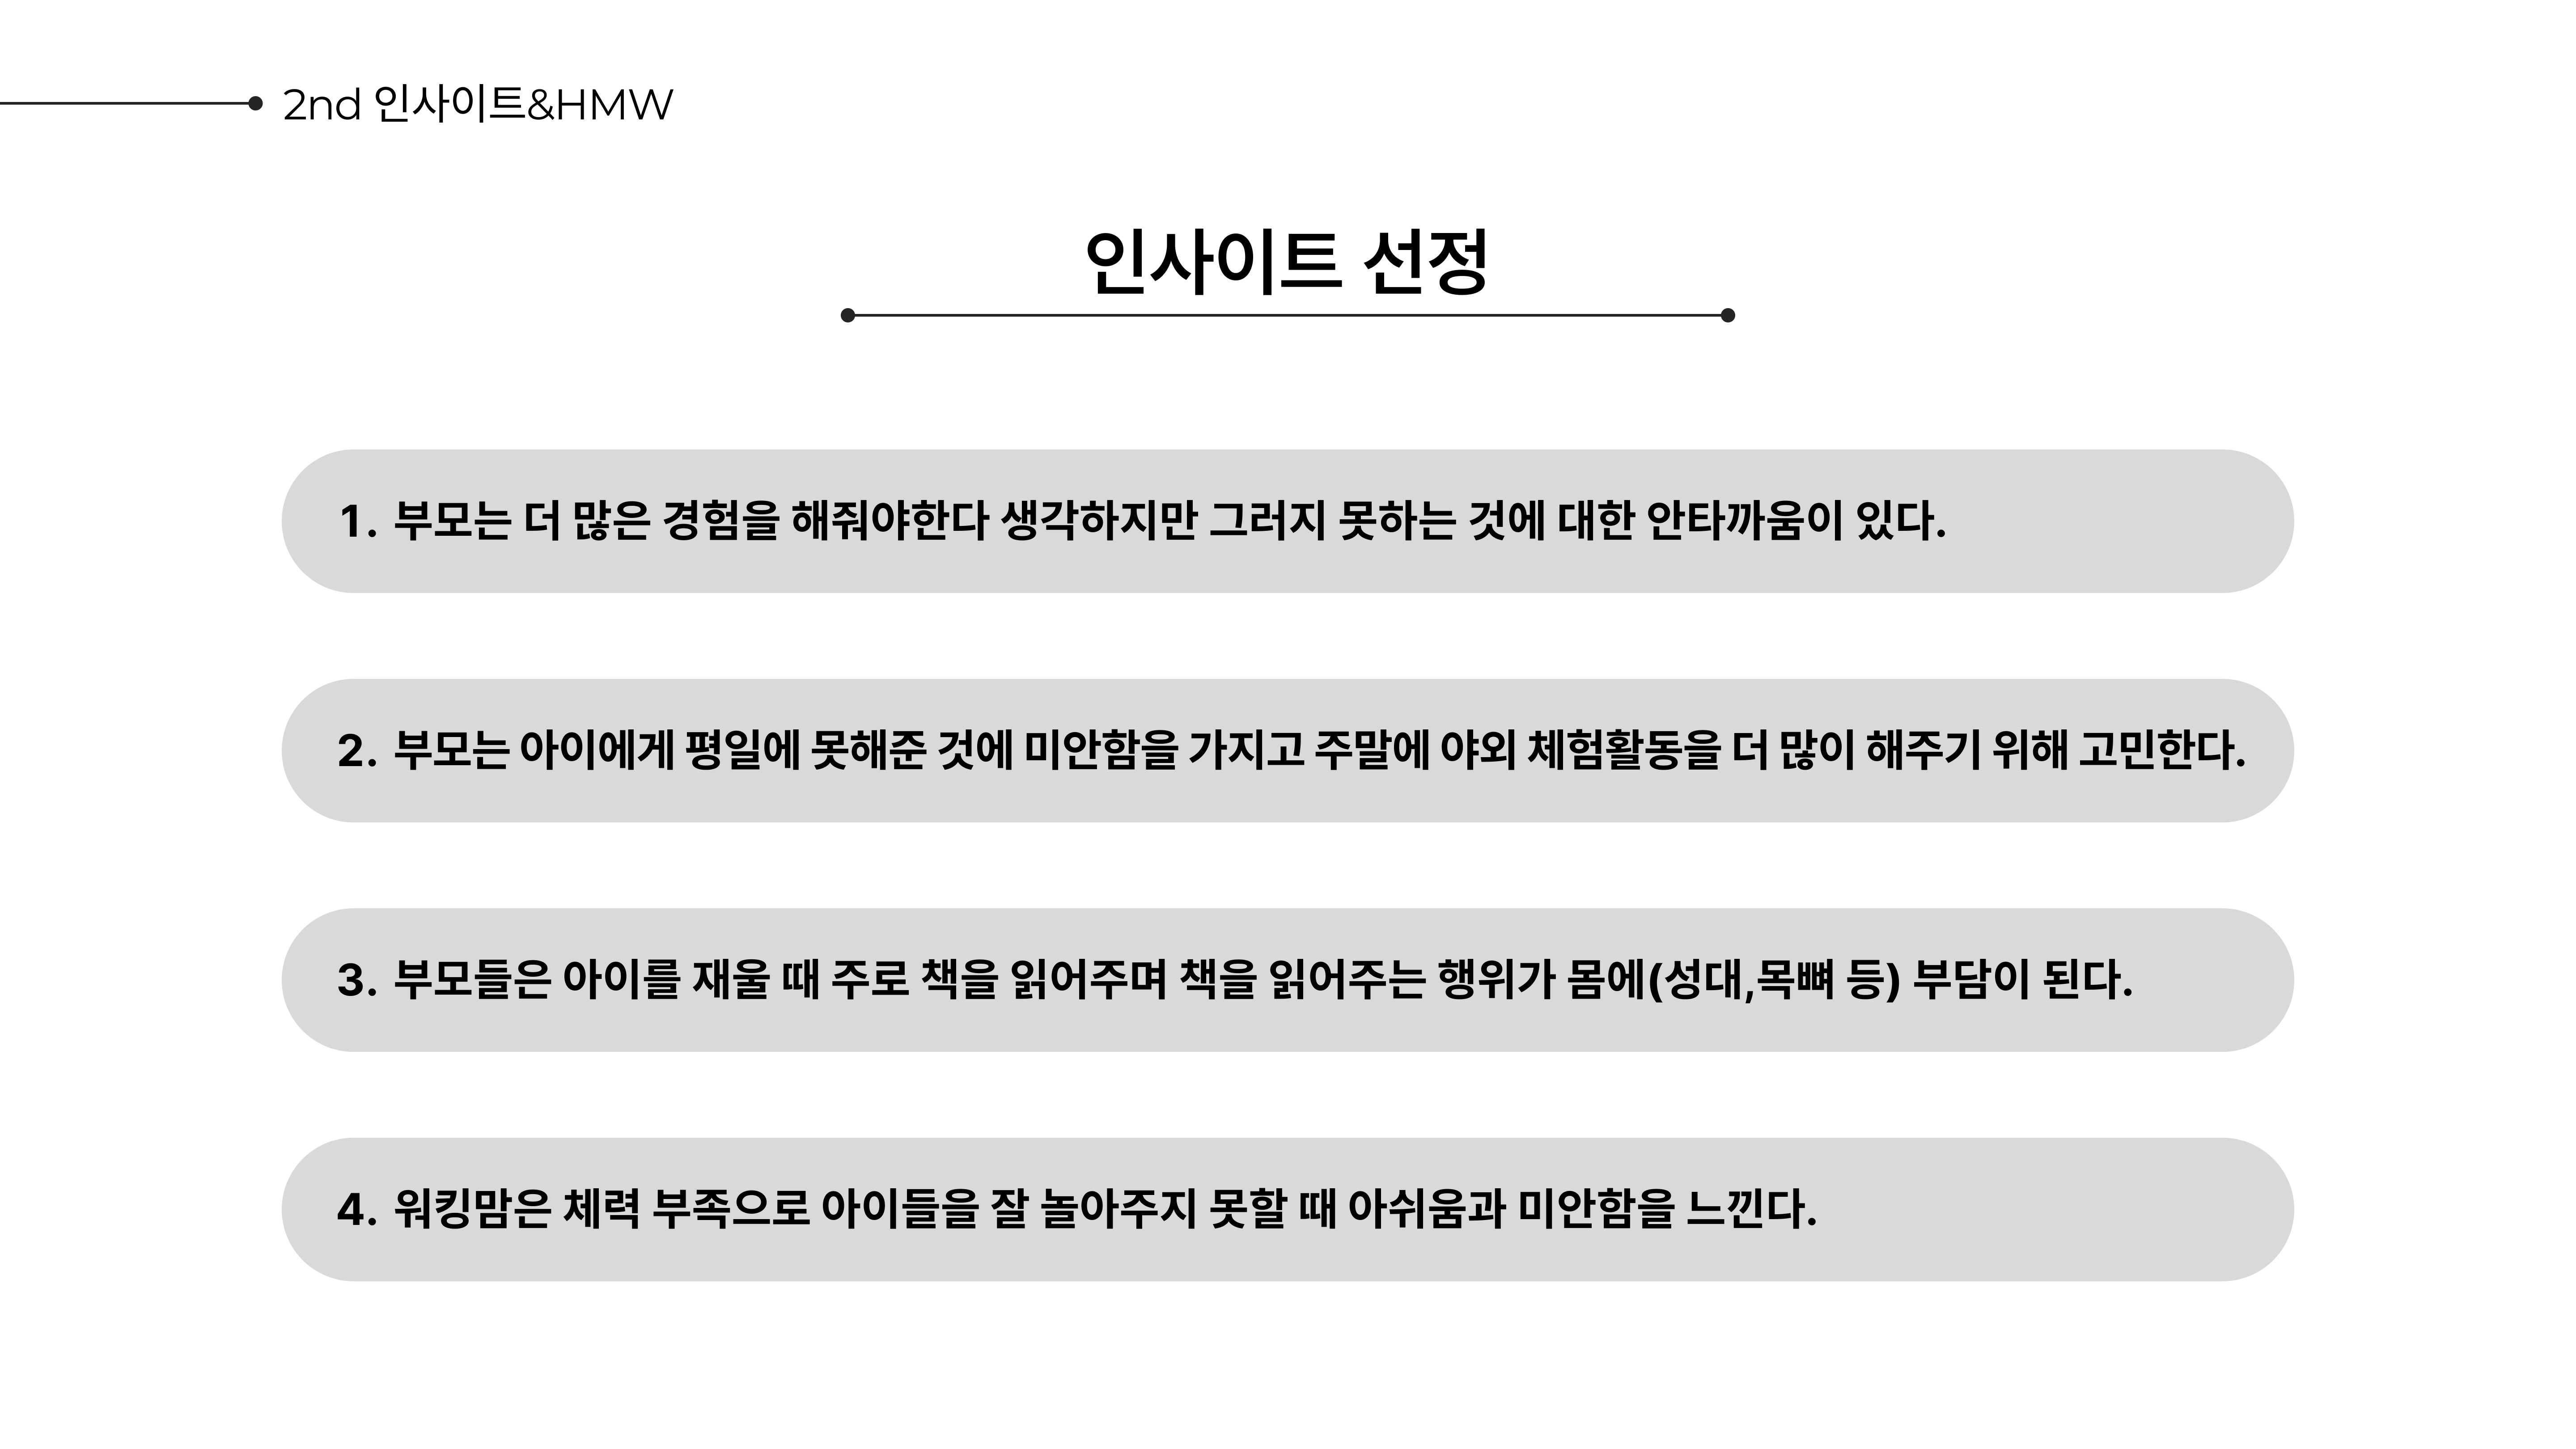 2nd 인사이트&HMW
인사이트 선정
1. 부모는 더 많은 경험을 해줘야한다 생각하지만 그러지 못하는 것에 대한 안타까움이 있다.
2. 부모는 아이에게 평일에 못해준 것에 미안함을 가지고 주말에 야외 체험활동을 더 많이 해주기 위해 고민한다.
3. 부모들은 아이를 재울 때 주로 책을 읽어주며 책을 읽어주는 행위가 몸에(성대,목뼈 등) 부담이 된다.
4. 워킹맘은 체력 부족으로 아이들을 잘 놀아주지 못할 때 아쉬움과 미안함을 느낀다.